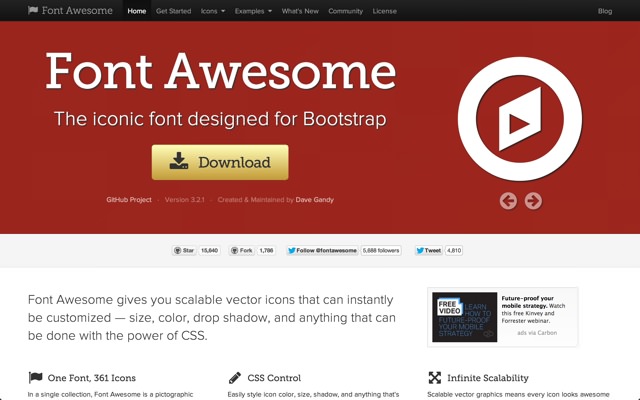 Font Awesome Home Get Started Icons Examples What's New Community License Blog
Font Awesome
The iconic font designed for Bootstrap
Download
GitHub Project · Version 3.2.1 · Created & Maintained by Dave Gandy
Star 15,640 Fork 1,786 Follow @fontawesome 5,688 followers Tweet 4,810
Font Awesome gives you scalable vector icons that can instantly
be customized — size, color, drop shadow, and anything that can
be done with the power of CSS.
FREE
VIDEO
LEARN HOW
TO FUTURE-PROOF
YOUR MOBILE
STRATEGY
Future-proof your
mobile strategy. Watch
this free Kinvey and
Forrester webinar.
ads via Carbon
One Font, 361 Icons
In a single collection, Font Awesome is a pictographic
CSS Control
Easily style icon color, size, shadow, and anything that's
Infinite Scalability
Scalable vector graphics means every icon looks awesome